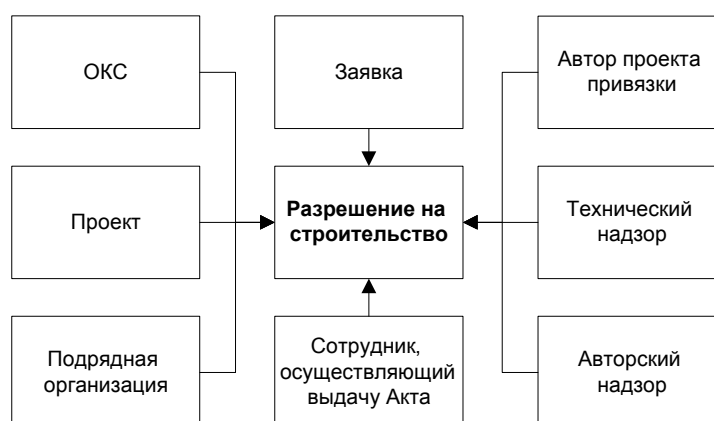 ОКС
Заявка
Автор проекта
привязки
Проект
Разрешение на
строительство
Технический
надзор
Подрядная
организация
Сотрудник,
осуществляющий
выдачу Акта
Авторский
надзор